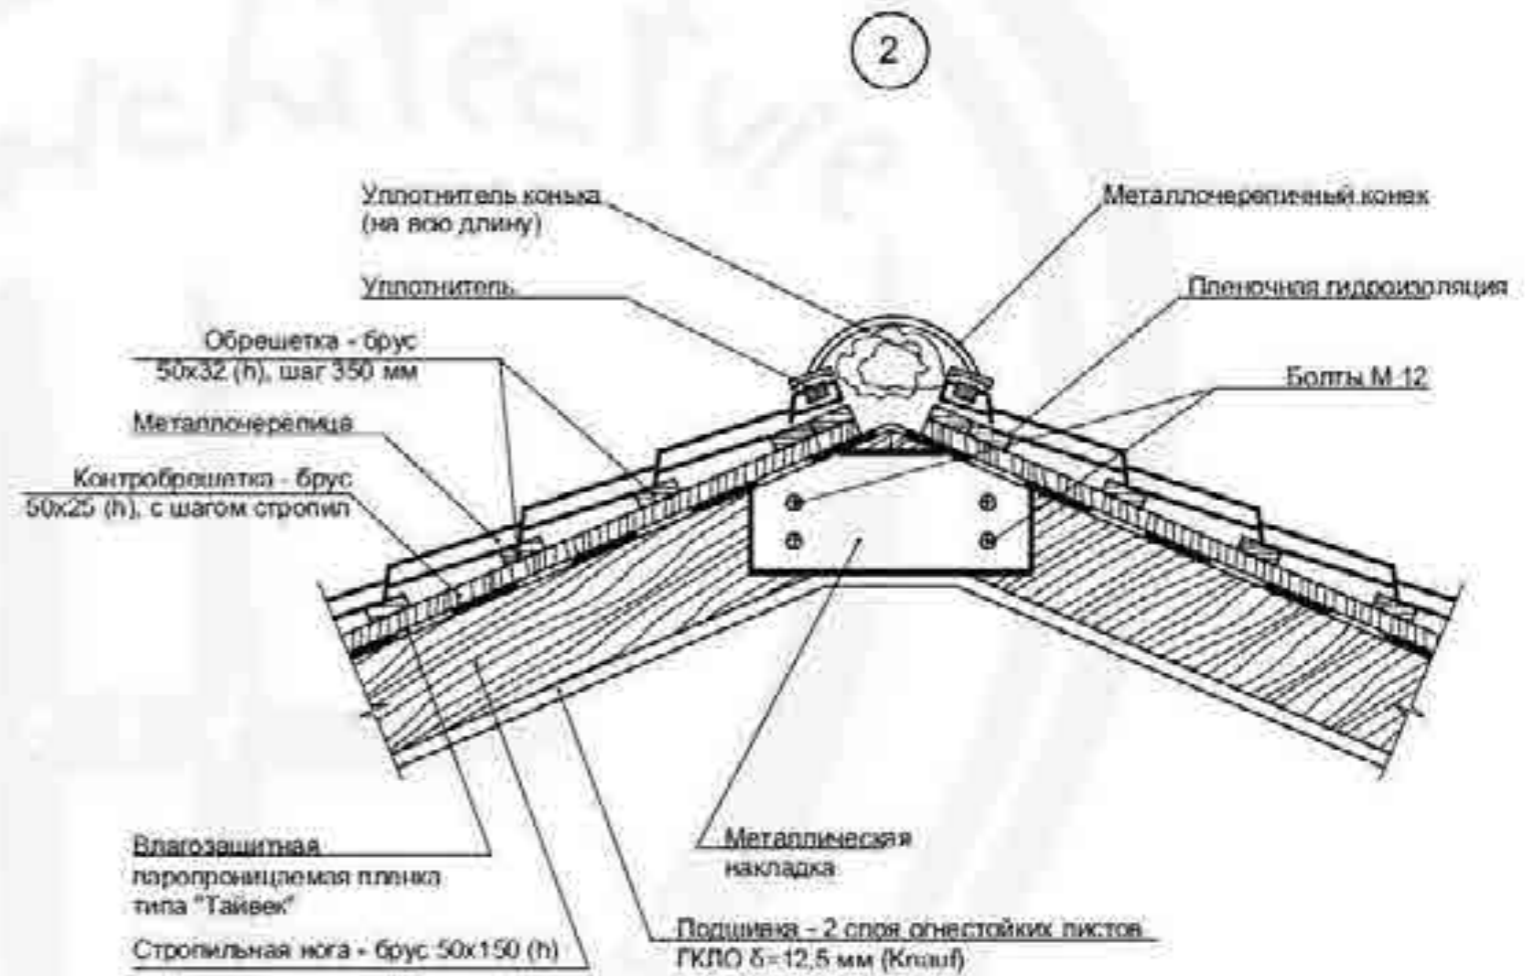 2
Уплотнитель конька
(на всю длину)
Уплотнитель
Обрешетка - брус
50х32 (h), шаг 350 мм
Металлочерепица
Контробрешетка - брус
50х25 (h), с шагом стропил
Металлочерепичный конек
Пленочная гидроизоляция
Болты М 12
Влагозащитная
паропроницаемая пленка
типа "Тайвек"
Стропильная нога - брус 50х150 (h)
Металлическая
накладка
Подшивка - 2 слоя огнестойких листов
ГКЛО δ=12,5 мм (Knauf)